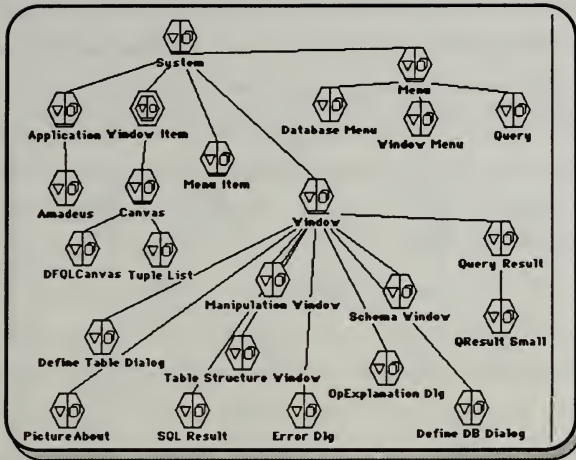 System
Menu
Application
Window Item
Database Menu
Window Menu
Query
Menu Item
Amadeus
Canvas
Window
DFQLCanvas
Tuple List
Query Result
Manipulation Window
Schema Window
Define Table Dialog
QResult Small
Table Structure Window
OpExplanation Dlg
PictureAbout
SQL Result
Error Dlg
Define DB Dialog